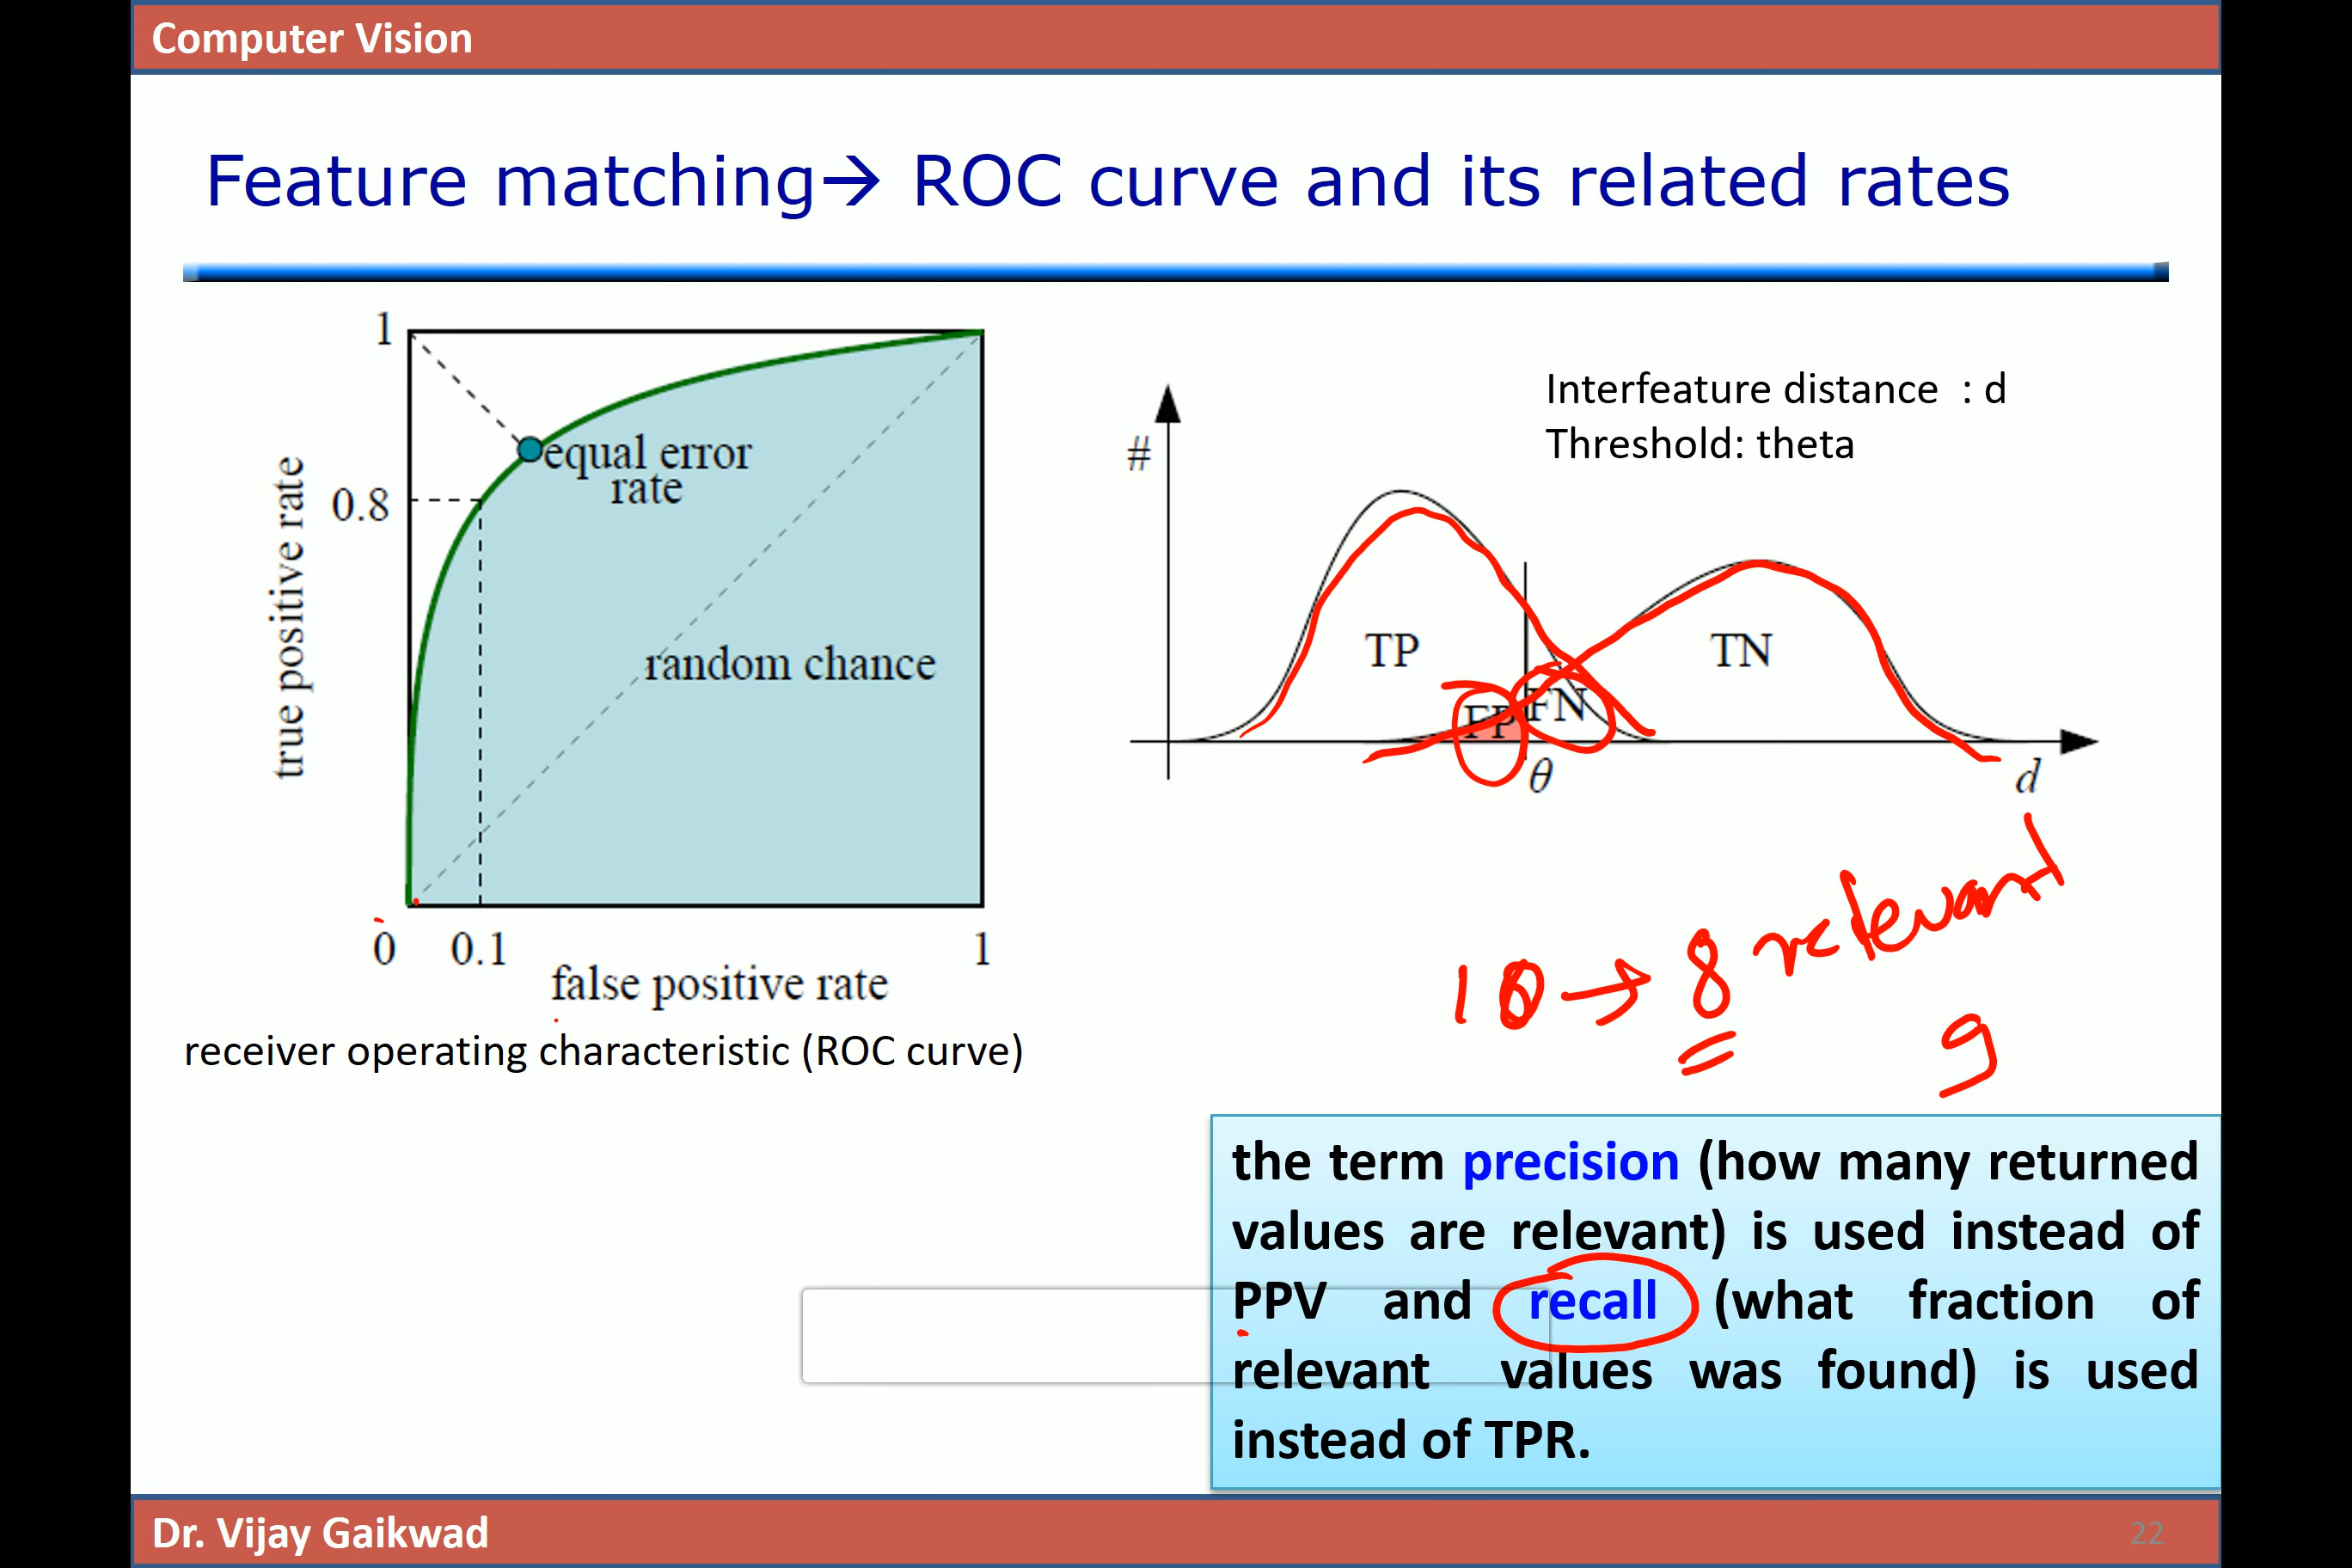 Computer Vision
Feature matching→ ROC curve and its related rates
1
equal error
rate
0.8
true positive rate
random chance
0
0.1
1
false positive rate
receiver operating characteristic (ROC curve)
Interfeature distance : d
Threshold: theta
#
TP
TN
FP
FN
θ
d
10 → 8 relevant
9
the term precision (how many returned
values are relevant) is used instead of
PPV and recall (what fraction of
relevant values was found) is used
instead of TPR.
Dr. Vijay Gaikwad
22